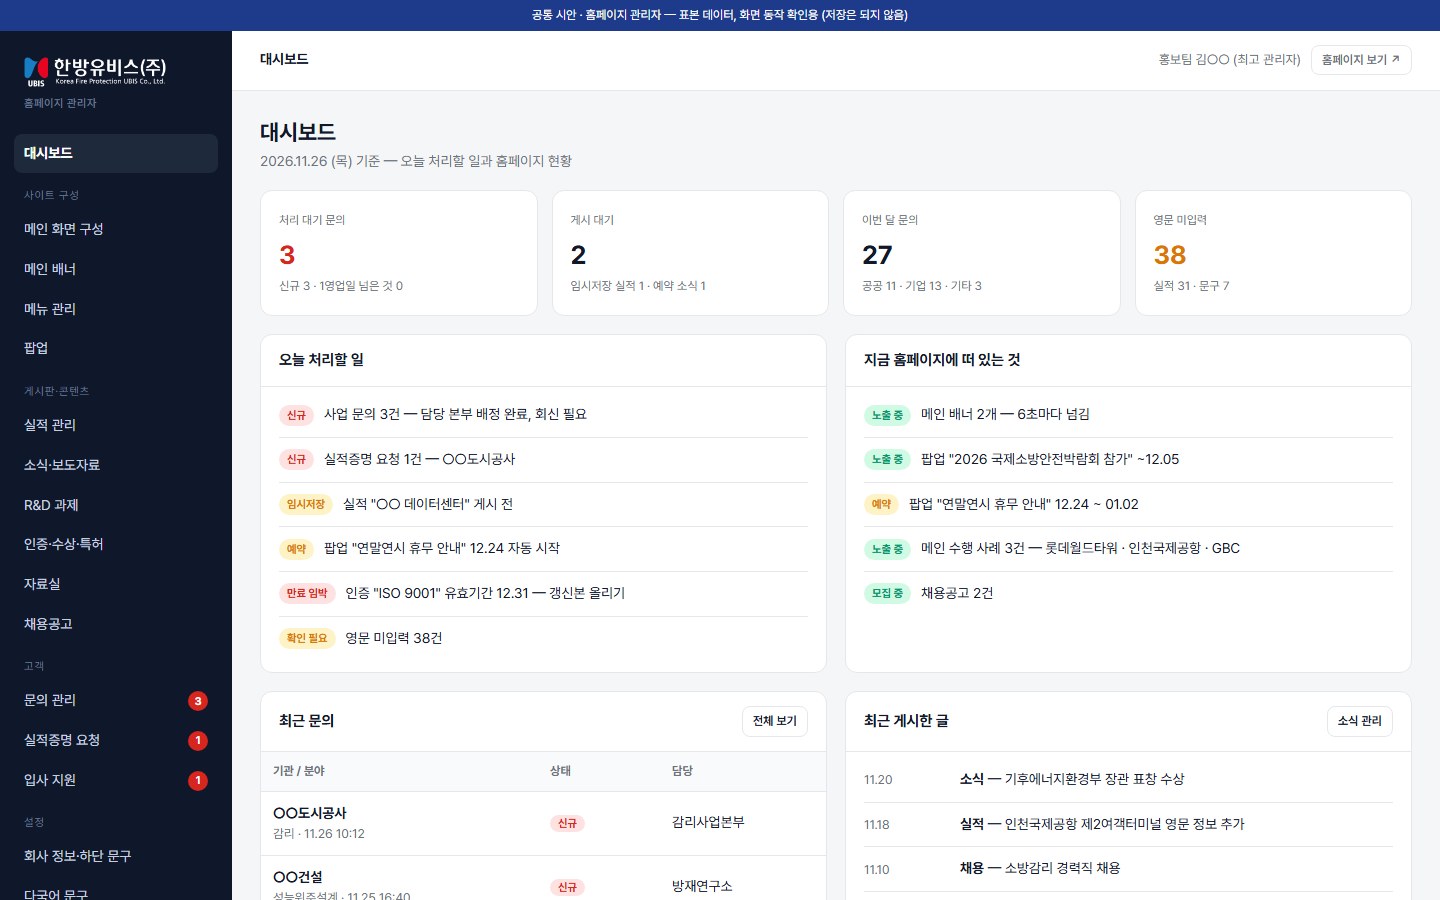 공통 시안 · 홈페이지 관리자 — 표본 데이터, 화면 동작 확인용 (저장은 되지 않음)
UBIS 한방유비스(주)
Korea Fire Protection UBIS Co., Ltd.
홈페이지 관리자
대시보드
사이트 구성
메인 화면 구성
메인 배너
메뉴 관리
팝업
게시판·콘텐츠
실적 관리
소식·보도자료
R&D 과제
인증·수상·특허
자료실
채용공고
고객
문의 관리 3
실적증명 요청 1
입사 지원 1
설정
회사 정보·하단 문구
다국어 문구
대시보드
홍보팀 김○○ (최고 관리자)
홈페이지 보기 ↗
대시보드
2026.11.26 (목) 기준 — 오늘 처리할 일과 홈페이지 현황
처리 대기 문의
3
신규 3 · 1영업일 넘은 것 0
게시 대기
2
임시저장 실적 1 · 예약 소식 1
이번 달 문의
27
공공 11 · 기업 13 · 기타 3
영문 미입력
38
실적 31 · 문구 7
오늘 처리할 일
신규 사업 문의 3건 — 담당 본부 배정 완료, 회신 필요
신규 실적증명 요청 1건 — ○○도시공사
임시저장 실적 "○○ 데이터센터" 게시 전
예약 팝업 "연말연시 휴무 안내" 12.24 자동 시작
만료 임박 인증 "ISO 9001" 유효기간 12.31 — 갱신본 올리기
확인 필요 영문 미입력 38건
지금 홈페이지에 떠 있는 것
노출 중 메인 배너 2개 — 6초마다 넘김
노출 중 팝업 "2026 국제소방안전박람회 참가" ~12.05
예약 팝업 "연말연시 휴무 안내" 12.24 ~ 01.02
노출 중 메인 수행 사례 3건 — 롯데월드타워 · 인천국제공항 · GBC
모집 중 채용공고 2건
최근 문의
전체 보기
기관 / 분야 상태 담당
○○도시공사
감리 · 11.26 10:12
신규
감리사업본부
○○건설
성능위주설계 · 11.25 16:40
신규
방재연구소
최근 게시한 글
소식 관리
11.20 소식 — 기후에너지환경부 장관 표창 수상
11.18 실적 — 인천국제공항 제2여객터미널 영문 정보 추가
11.10 채용 — 소방감리 경력직 채용